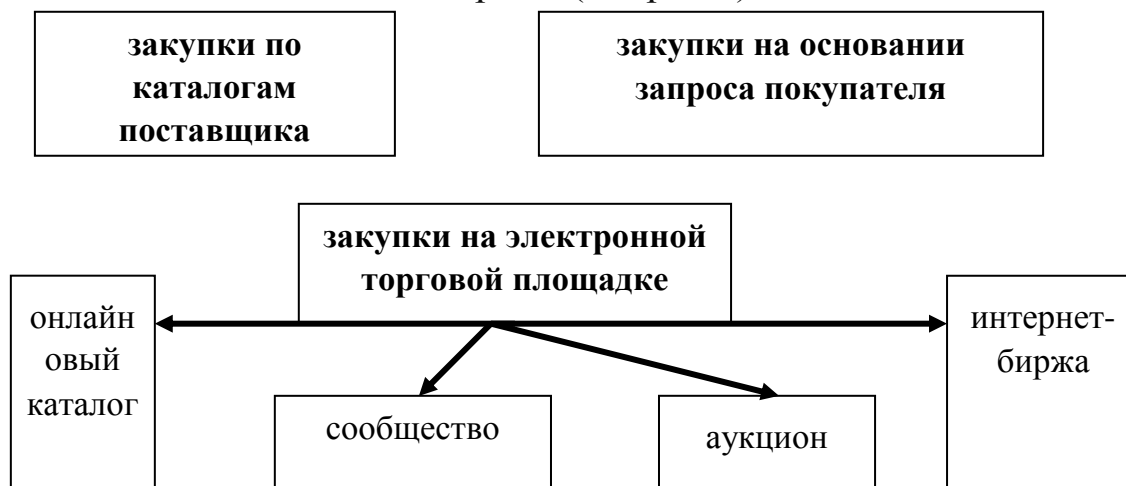 закупки по
каталогам
поставщика
закупки на основании
запроса покупателя
закупки на электронной
торговой площадке
онлайн
овый
каталог
сообщество
аукцион
интернет-
биржа